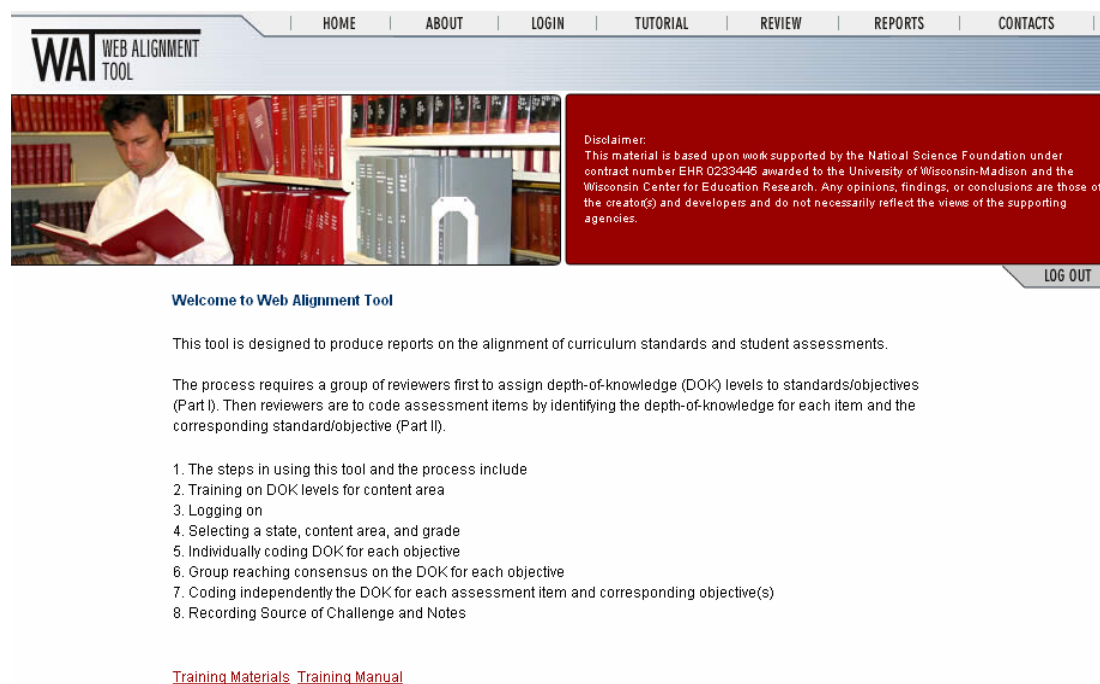 HOME | ABOUT | LOGIN | TUTORIAL | REVIEW | REPORTS | CONTACTS
WAT WEB ALIGNMENT
TOOL
Disclaimer:
This material is based upon work supported by the Natioal Science Foundation under
contract number EHR 0233445 awarded to the University of Wisconsin-Madison and the
Wisconsin Center for Education Research. Any opinions, findings, or conclusions are those of
the creator(s) and developers and do not necessarily reflect the views of the supporting
agencies.
LOG OUT
Welcome to Web Alignment Tool
This tool is designed to produce reports on the alignment of curriculum standards and student assessments.
The process requires a group of reviewers first to assign depth-of-knowledge (DOK) levels to standards/objectives
(Part I). Then reviewers are to code assessment items by identifying the depth-of-knowledge for each item and the
corresponding standard/objective (Part II).
1. The steps in using this tool and the process include
2. Training on DOK levels for content area
3. Logging on
4. Selecting a state, content area, and grade
5. Individually coding DOK for each objective
6. Group reaching consensus on the DOK for each objective
7. Coding independently the DOK for each assessment item and corresponding objective(s)
8. Recording Source of Challenge and Notes
Training Materials Training Manual